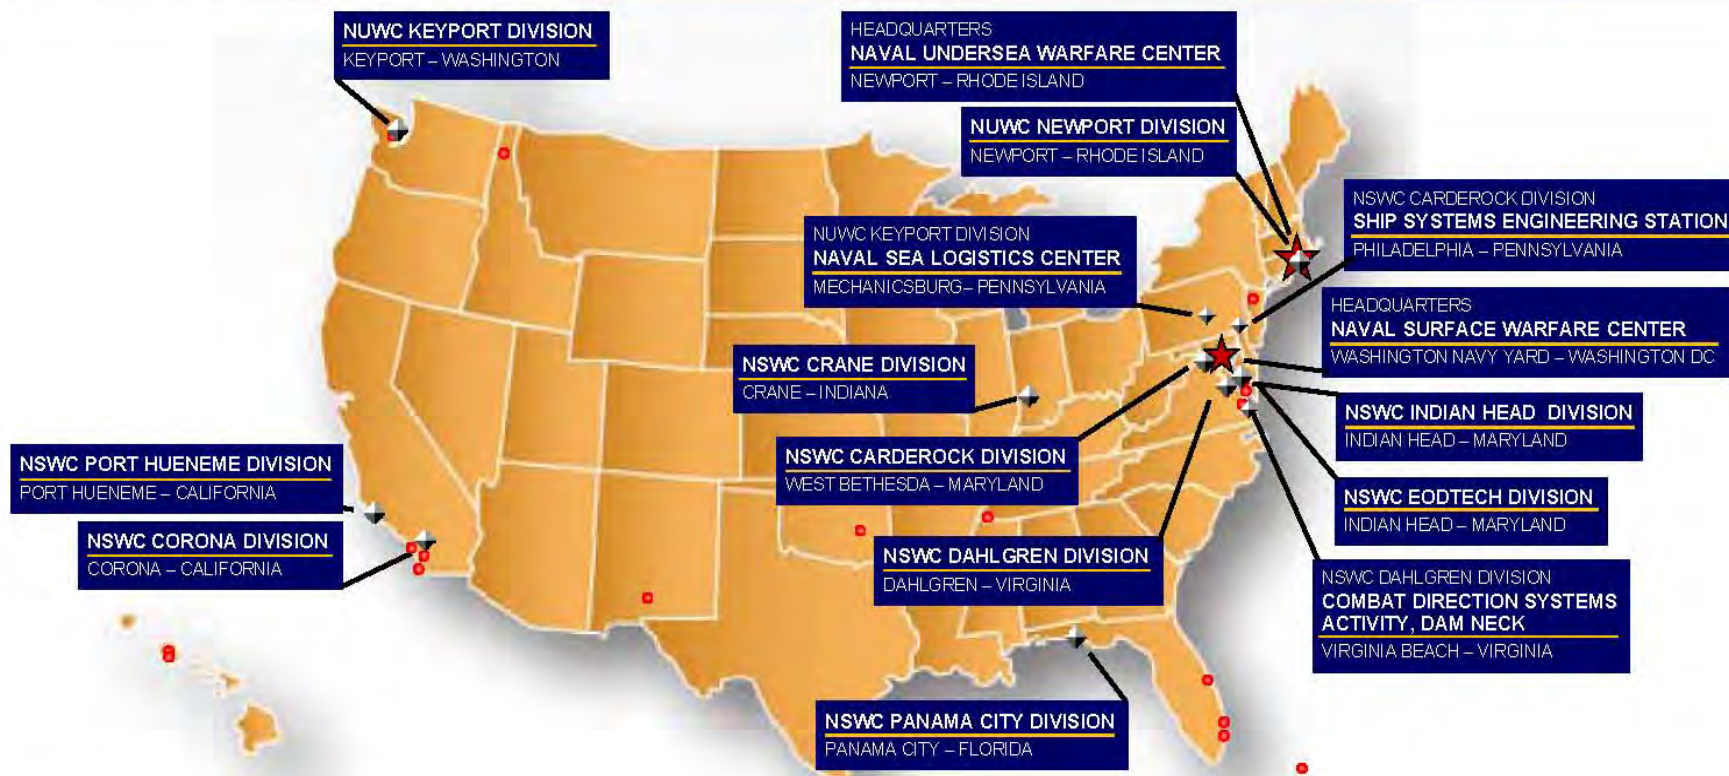 NUWC KEYPORT DIVISION
KEYPORT – WASHINGTON
HEADQUARTERS
NAVAL UNDERSEA WARFARE CENTER
NEWPORT – RHODE ISLAND
NUWC NEWPORT DIVISION
NEWPORT – RHODE ISLAND
NSWC CARDEROCK DIVISION
SHIP SYSTEMS ENGINEERING STATION
PHILADELPHIA – PENNSYLVANIA
NUWC KEYPORT DIVISION
NAVAL SEA LOGISTICS CENTER
MECHANICSBURG– PENNSYLVANIA
HEADQUARTERS
NAVAL SURFACE WARFARE CENTER
WASHINGTON NAVY YARD – WASHINGTON DC
NSWC CRANE DIVISION
CRANE – INDIANA
NSWC INDIAN HEAD DIVISION
INDIAN HEAD – MARYLAND
NSWC PORT HUENEME DIVISION
PORT HUENEME – CALIFORNIA
NSWC CARDEROCK DIVISION
WEST BETHESDA – MARYLAND
NSWC EODTECH DIVISION
INDIAN HEAD – MARYLAND
NSWC CORONA DIVISION
CORONA – CALIFORNIA
NSWC DAHLGREN DIVISION
DAHLGREN – VIRGINIA
NSWC DAHLGREN DIVISION
COMBAT DIRECTION SYSTEMS
ACTIVITY, DAM NECK
VIRGINIA BEACH – VIRGINIA
NSWC PANAMA CITY DIVISION
PANAMA CITY – FLORIDA